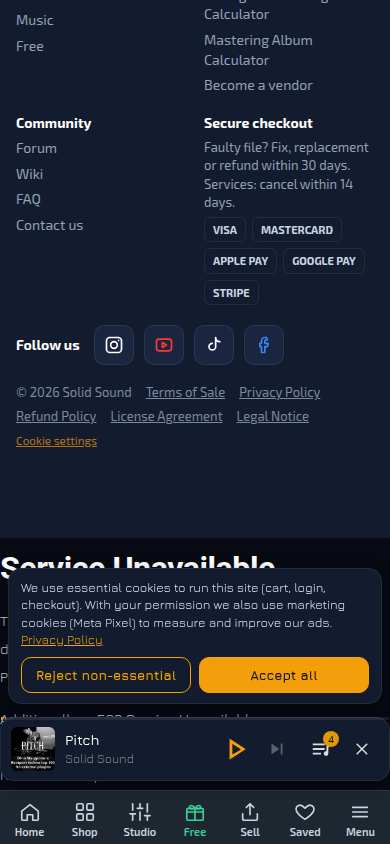 Music
Free
Calculator
Mastering Album
Calculator
Become a vendor
Community
Forum
Wiki
FAQ
Contact us
Secure checkout
Faulty file? Fix, replacement
or refund within 30 days.
Services: cancel within 14
days.
VISA MASTERCARD
APPLE PAY GOOGLE PAY
STRIPE
Follow us
© 2026 Solid Sound Terms of Sale Privacy Policy
Refund Policy License Agreement Legal Notice
Cookie settings
Service Unavailable
We use essential cookies to run this site (cart, login,
checkout). With your permission we also use marketing
cookies (Meta Pixel) to measure and improve our ads.
Privacy Policy
Reject non-essential Accept all
PITCH
Pitch
Solid Sound
4
Home Shop Studio Free Sell Saved Menu